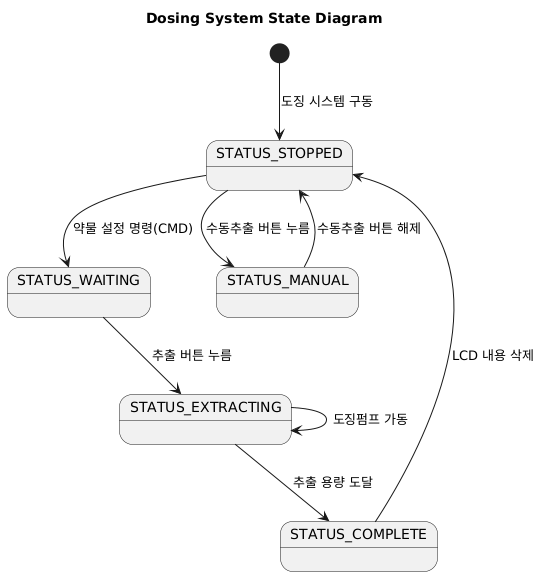 Dosing System State Diagram
도징 시스템 구동
STATUS_STOPPED
약물 설정 명령(CMD)
수동추출 버튼 누름
수동추출 버튼 해제
STATUS_WAITING
STATUS_MANUAL
추출 버튼 누름
LCD 내용 삭제
STATUS_EXTRACTING
도징펌프 가동
추출 용량 도달
STATUS_COMPLETE